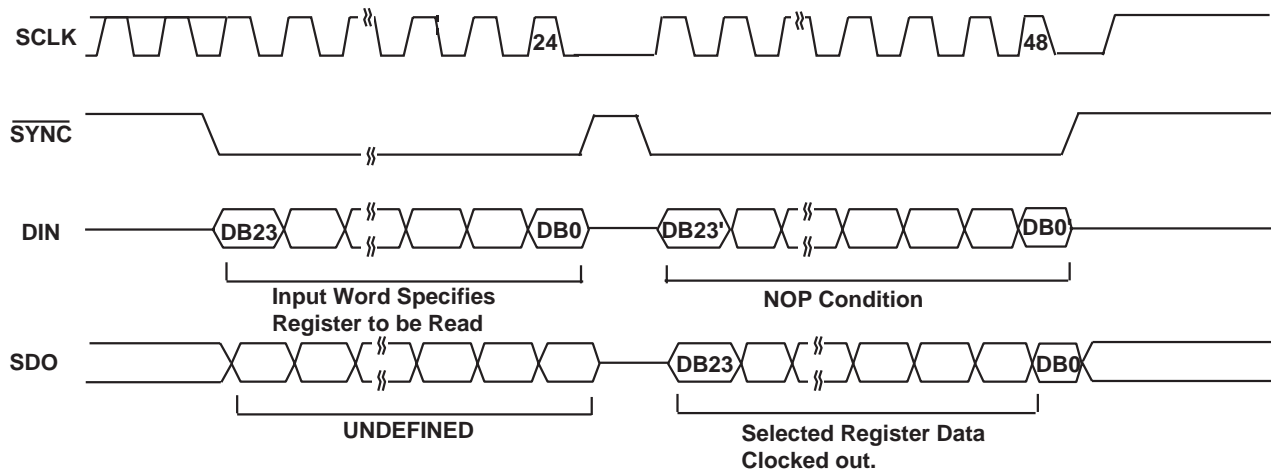 SCLK
24
48
SYNC
DIN
DB23
DB0
DB23'
DB0'
Input Word Specifies
Register to be Read
NOP Condition
SDO
DB23
DB0
UNDEFINED
Selected Register Data
Clocked out.